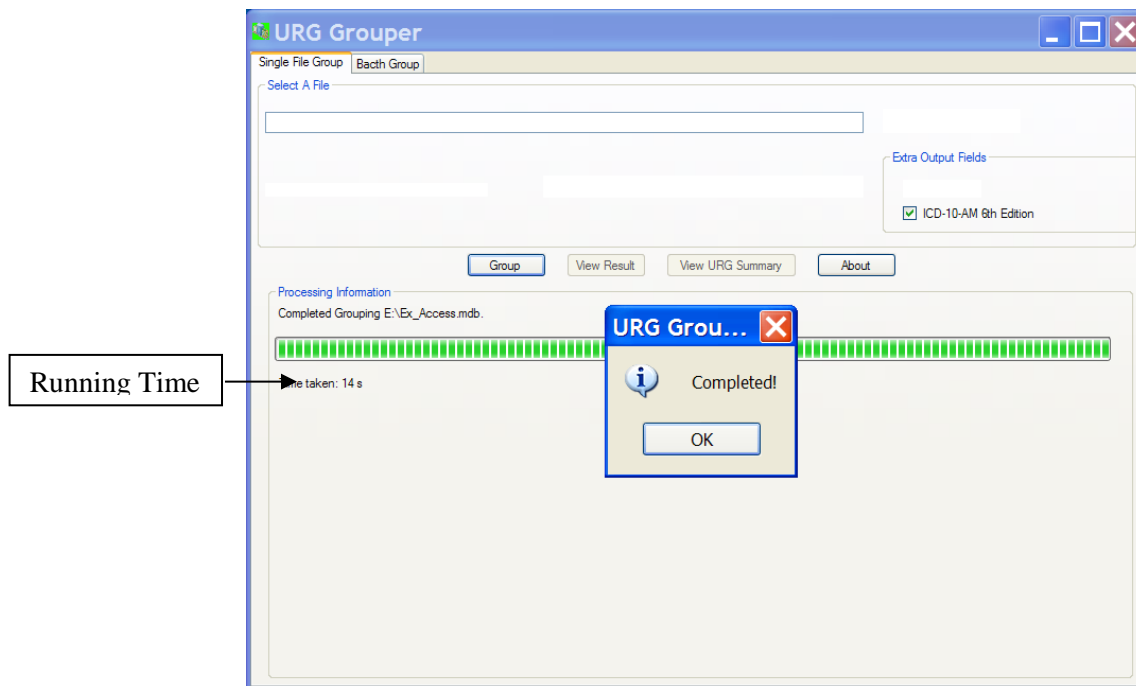 URG Grouper
Single File Group Bacth Group
Select A File
Extra Output Fields
ICD-10-AM 6th Edition
Group View Result View URG Summary About
Processing Information
Completed Grouping E:\Ex_Access.mdb.
URG Grou...
Completed!
OK
Running Time
taken: 14 s